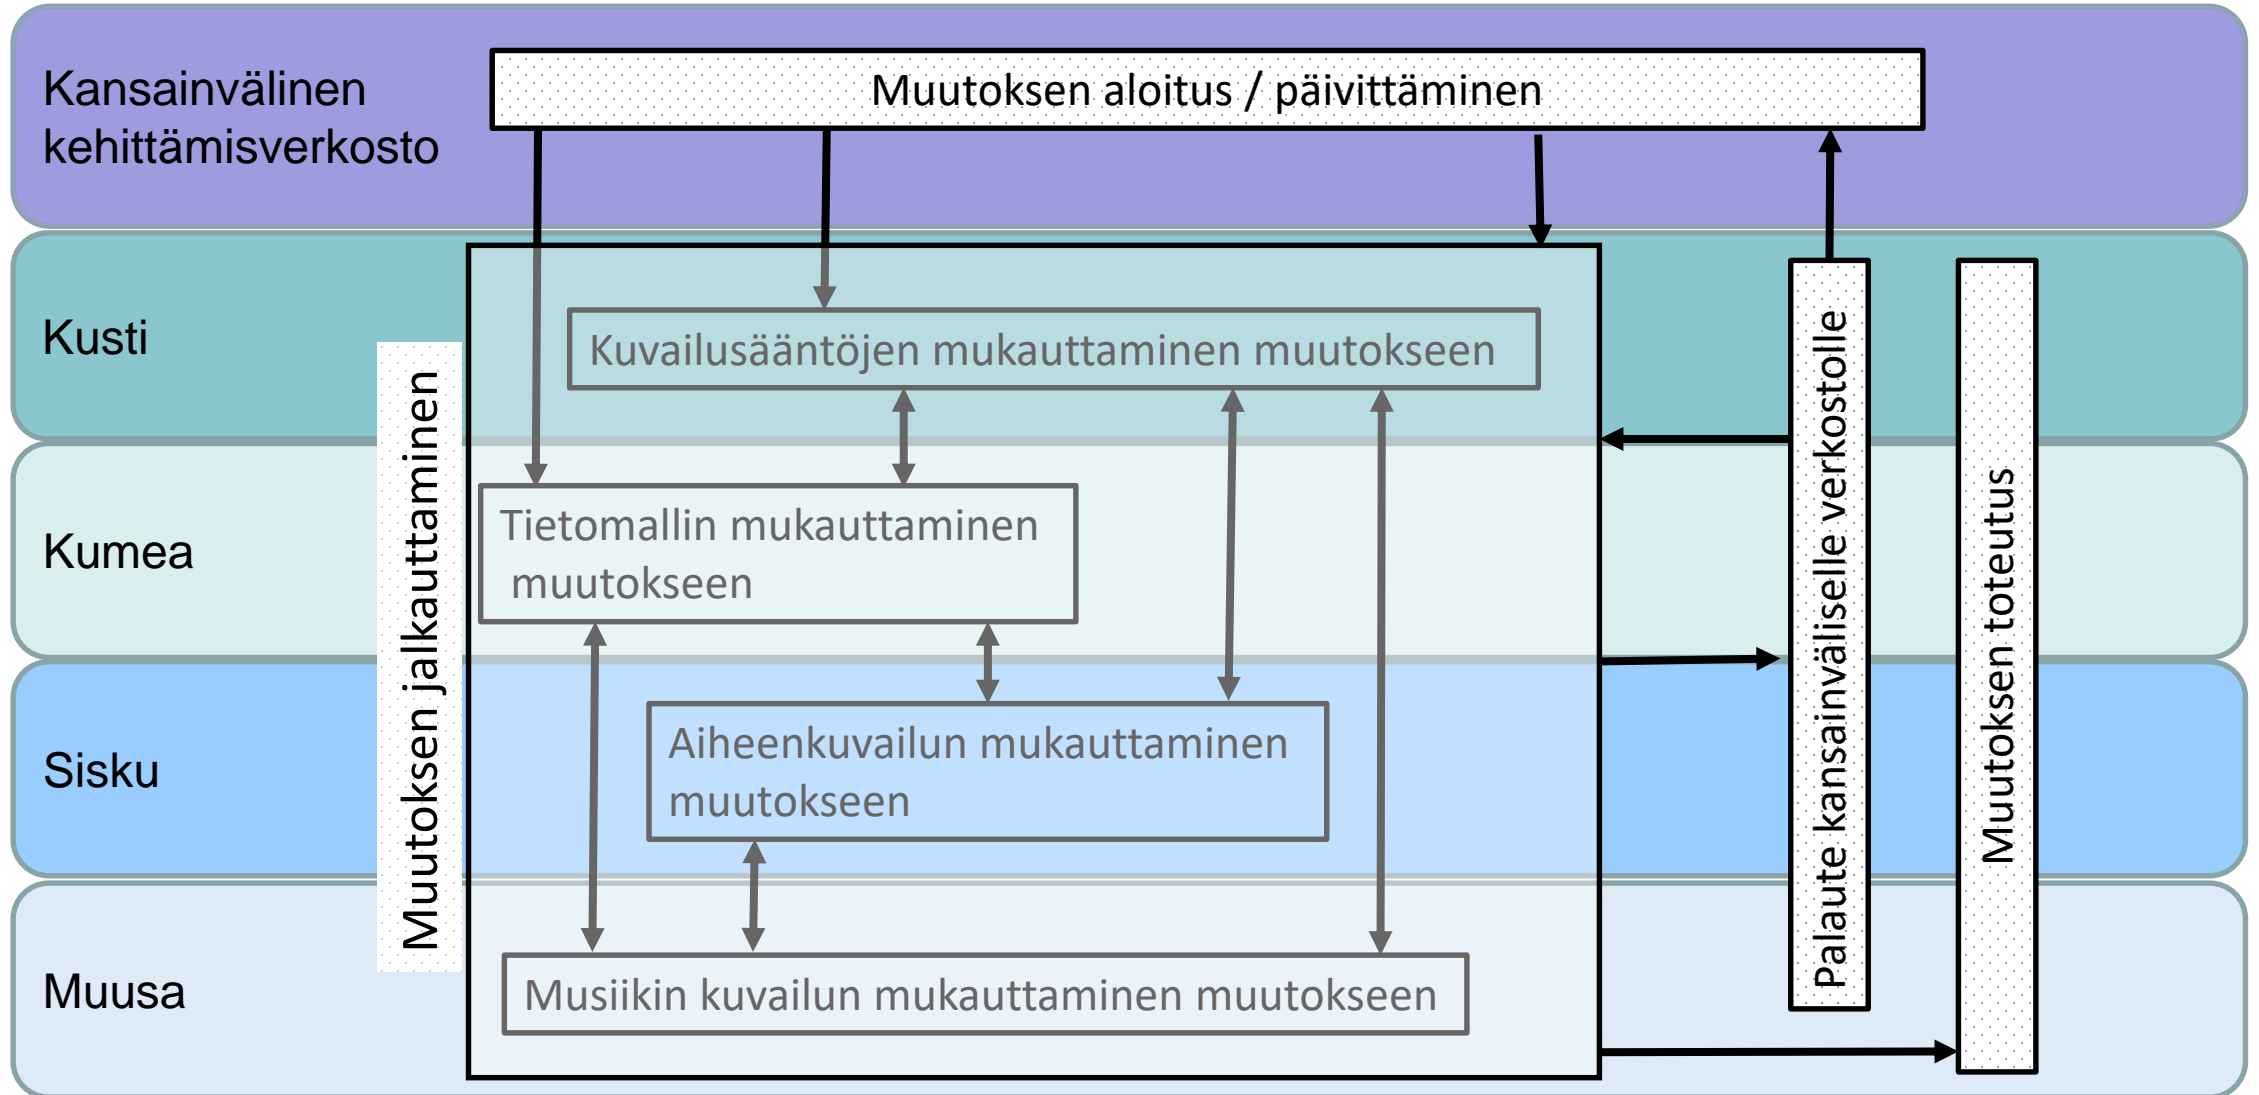 Kansainvälinen
kehittämisverkosto
Muutoksen aloitus / päivittäminen
Kusti
Kuvailusääntöjen mukauttaminen muutokseen
Muutoksen jalkauttaminen
Kumea
Tietomallin mukauttaminen
muutokseen
Sisku
Aiheenkuvailun mukauttaminen
muutokseen
Muusa
Musiikin kuvailun mukauttaminen muutokseen
Palaute kansainväliselle verkostolle
Muutoksen toteutus